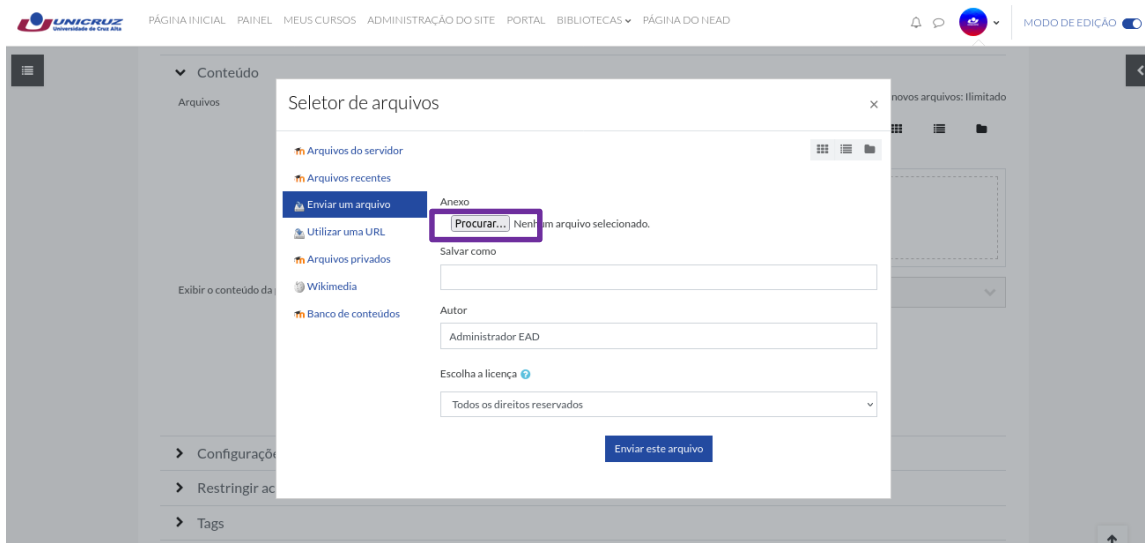 UNICRUZ
Universidade de Cruz Alta
PÁGINA INICIAL PAINEL MEUS CURSOS ADMINISTRAÇÃO DO SITE PORTAL BIBLIOTECAS PÁGINA DO NEAD
MODO DE EDIÇÃO
Conteúdo
Arquivos
novos arquivos: Ilimitado
Seletor de arquivos
×
Arquivos do servidor
Arquivos recentes
Enviar um arquivo
Utilizar uma URL
Arquivos privados
Wikimedia
Banco de conteúdos
Anexo
Procurar... Nenhum arquivo selecionado.
Salvar como
Autor
Administrador EAD
Escolha a licença ?
Todos os direitos reservados
Enviar este arquivo
Exibir o conteúdo da
Configuraçõ
Restringir ac
Tags